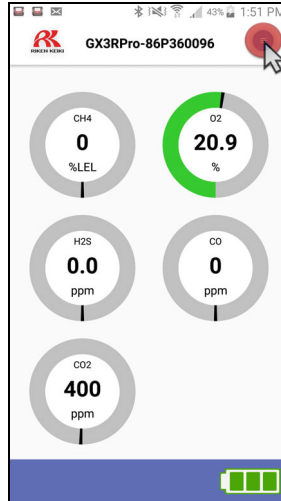 43% 1:51 PM
RIKEN KEIKI
GX3RPro-86P360096
CH4
0
%LEL
O2
20.9
%
H2S
0.0
ppm
CO
0
ppm
CO2
400
ppm